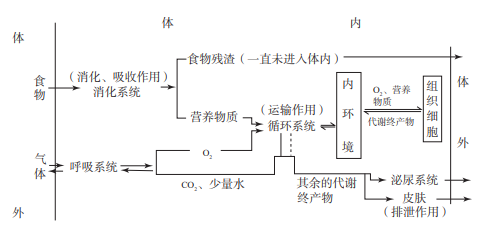 体 体 内
食物残渣（一直未进入体内）
（消化、吸收作用）
食物 消化系统
营养物质
（运输作用）
循环系统
内环境
O₂、营养
物质
代谢终产物
组织细胞
体
外
气体 呼吸系统
O₂
CO₂、少量水
其余的代谢
终产物
泌尿系统
皮肤
（排泄作用）
外